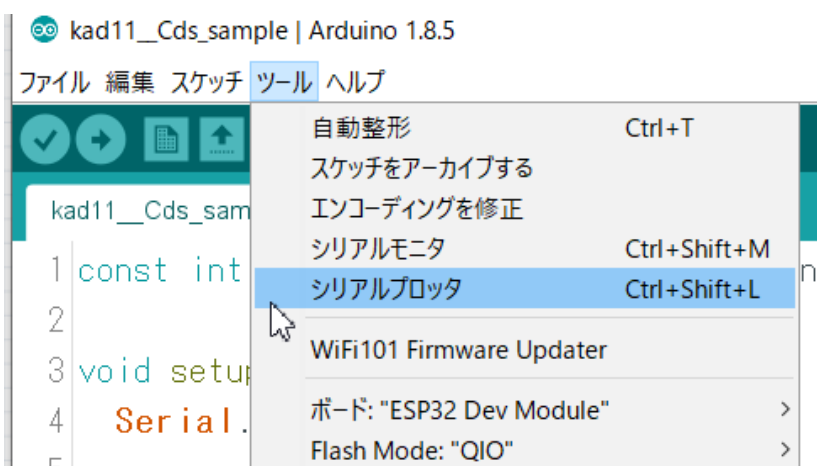 kad11__Cds_sample | Arduino 1.8.5
ファイル 編集 スケッチ ツール ヘルプ
自動整形 Ctrl+T
スケッチをアーカイブする
kad11__Cds_sam
エンコーディングを修正
シリアルモニタ Ctrl+Shift+M
1 const int
シリアルプロッタ Ctrl+Shift+L
2
WiFi101 Firmware Updater
3 void setup
ボード: "ESP32 Dev Module"
4 Serial.
Flash Mode: "QIO"